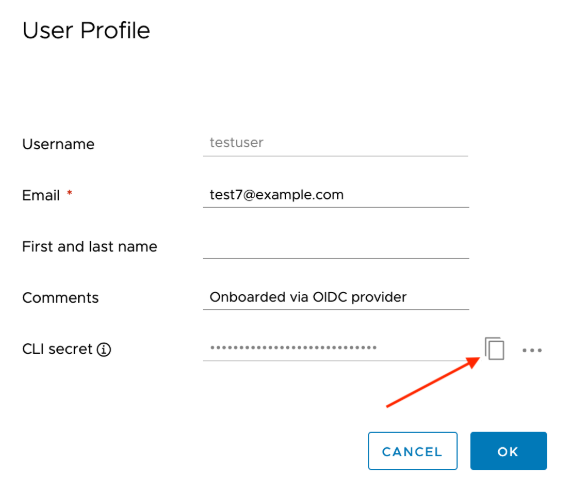 User Profile
Username testuser
Email * test7@example.com
First and last name
Comments Onboarded via OIDC provider
CLI secret ••••••••••••••••••••••••••••
CANCEL OK